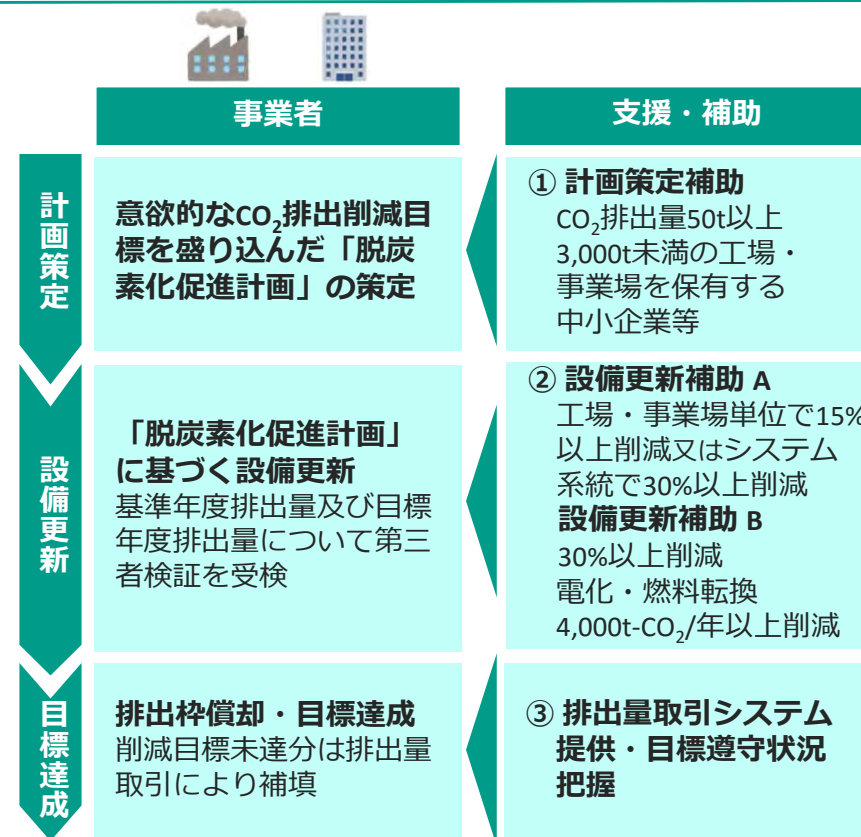 事業者
支援・補助
計画策定
意欲的なCO₂排出削減目
標を盛り込んだ「脱炭
素化促進計画」の策定
① 計画策定補助
CO₂排出量50t以上
3,000t未満の工場・
事業場を保有する
中小企業等
設備更新
「脱炭素化促進計画」
に基づく設備更新
基準年度排出量及び目標
年度排出量について第三
者検証を受検
② 設備更新補助 A
工場・事業場単位で15%
以上削減又はシステム
系統で30%以上削減
設備更新補助 B
30%以上削減
電化・燃料転換
4,000t-CO₂/年以上削減
目標達成
排出枠償却・目標達成
削減目標未達分は排出量
取引により補填
③ 排出量取引システム
提供・目標遵守状況
把握